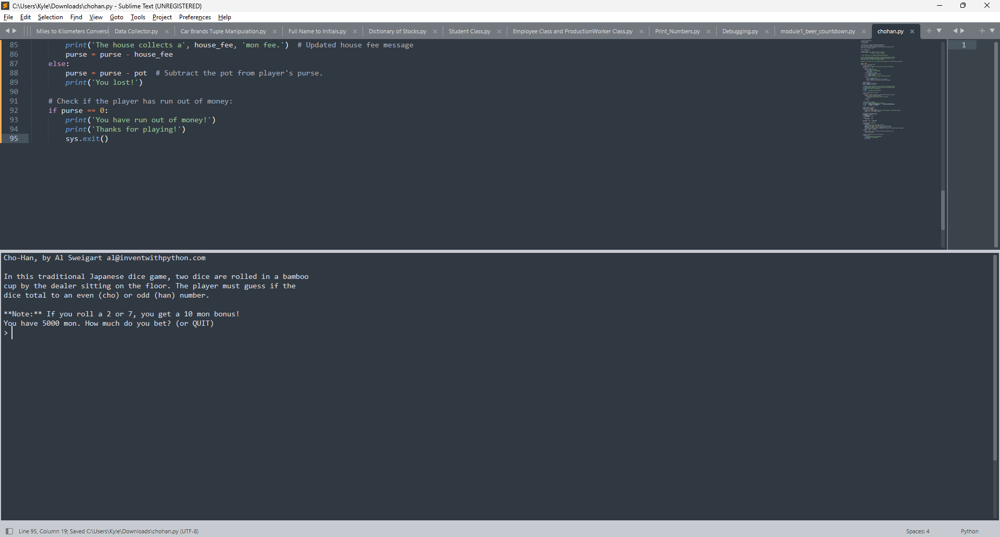 C:\Users\Kyle\Downloads\chohan.py - Sublime Text (UNREGISTERED)
File Edit Selection Find View Goto Tools Project Preferences Help
Miles to Kilometers Conversi Data Collector.py Car Brands Tuple Manipulation.py Full Name to Initials.py Dictionary of Stocks.py Student Class.py Employee Class and ProductionWorker Class.py Print_Numbers.py Debugging.py module1_beer_countdown.py chohan.py
85 print('The house collects a', house_fee, 'mon fee.') # Updated house fee message
86 purse = purse - house_fee
87 else:
88 purse = purse - pot # Subtract the pot from player's purse.
89 print('You lost!')
90
91 # Check if the player has run out of money:
92 if purse == 0:
93 print('You have run out of money!')
94 print('Thanks for playing!')
95 sys.exit()
1
Cho-Han, by Al Sweigart al@inventwithpython.com
In this traditional Japanese dice game, two dice are rolled in a bamboo
cup by the dealer sitting on the floor. The player must guess if the
dice total to an even (cho) or odd (han) number.
**Note:** If you roll a 2 or 7, you get a 10 mon bonus!
You have 5000 mon. How much do you bet? (or QUIT)
>
Line 95, Column 19; Saved C:\Users\Kyle\Downloads\chohan.py (UTF-8)
Spaces: 4 Python